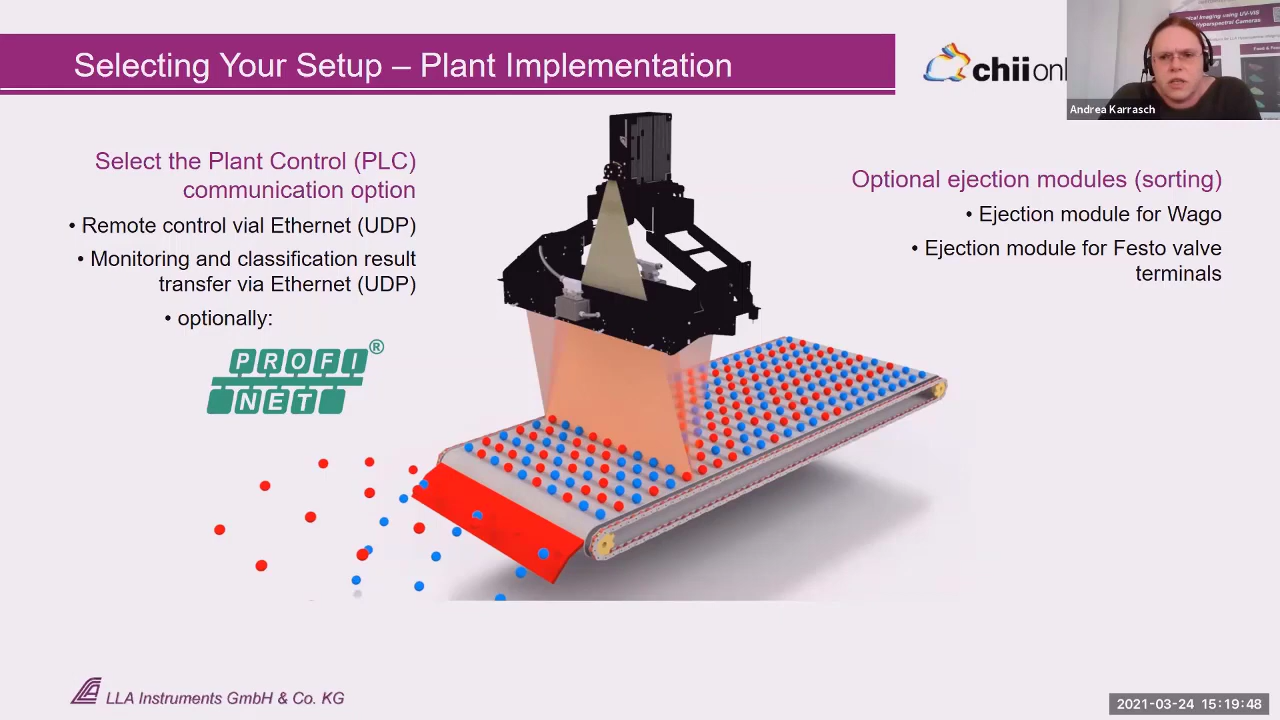 Selecting Your Setup – Plant Implementation
chiionl
Andrea Karrasch
Select the Plant Control (PLC)
communication option
• Remote control vial Ethernet (UDP)
• Monitoring and classification result
transfer via Ethernet (UDP)
• optionally:
PROFI®
NET
Optional ejection modules (sorting)
• Ejection module for Wago
• Ejection module for Festo valve
terminals
LLA Instruments GmbH & Co. KG
2021-03-24 15:19:48